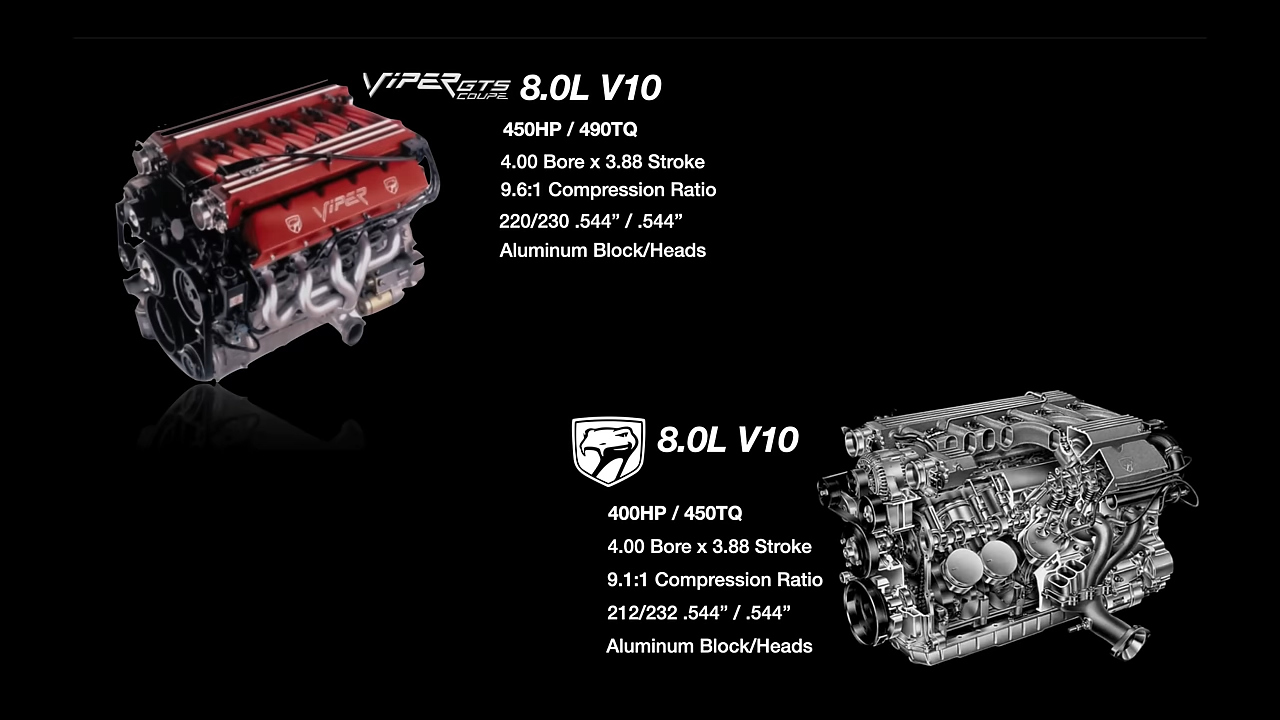 VIPER GTS
COUPE
8.0L V10
450HP / 490TQ
4.00 Bore x 3.88 Stroke
9.6:1 Compression Ratio
220/230 .544” / .544”
Aluminum Block/Heads
VIPER
8.0L V10
400HP / 450TQ
4.00 Bore x 3.88 Stroke
9.1:1 Compression Ratio
212/232 .544” / .544”
Aluminum Block/Heads